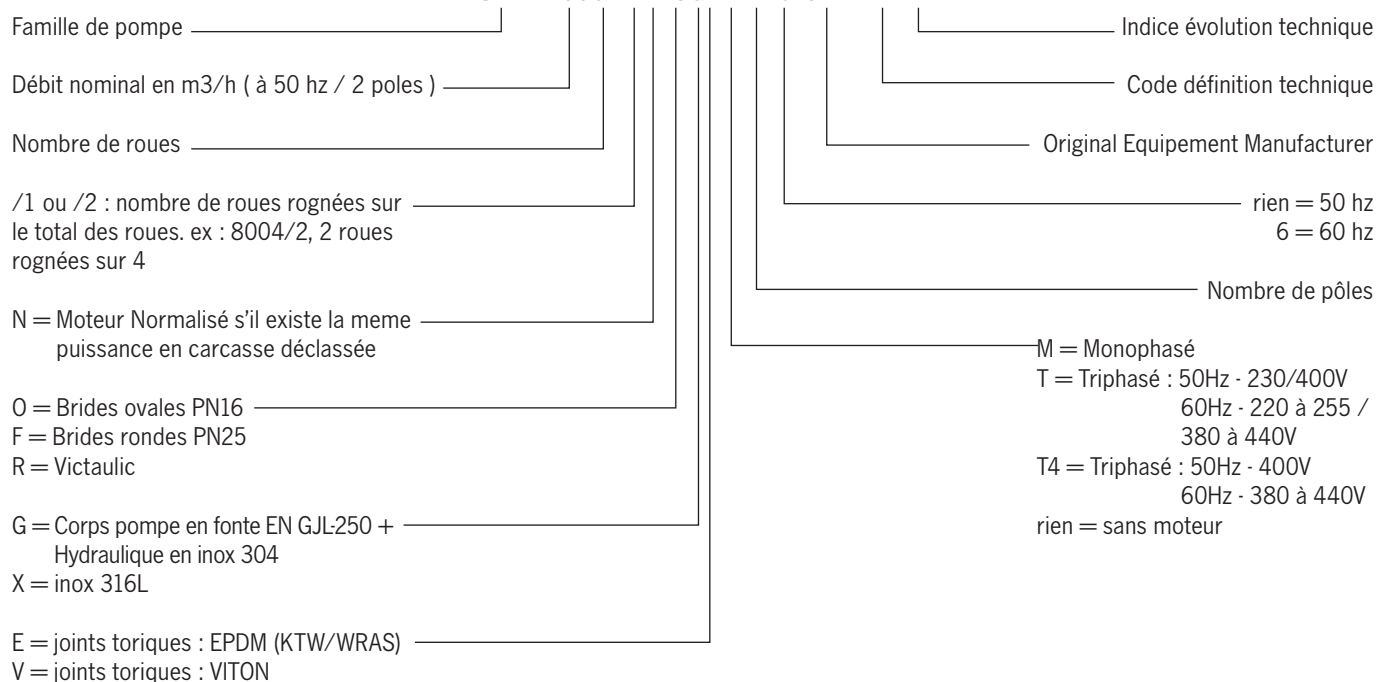 Famille de pompe
Débit nominal en m3/h ( à 50 hz / 2 poles )
Nombre de roues
/1 ou /2 : nombre de roues rognées sur
le total des roues. ex : 8004/2, 2 roues
rognées sur 4
N = Moteur Normalisé s'il existe la meme
puissance en carcasse déclassée
O = Brides ovales PN16
F = Brides rondes PN25
R = Victaulic
G = Corps pompe en fonte EN GJL-250 +
Hydraulique en inox 304
X = inox 316L
E = joints toriques : EPDM (KTW/WRAS)
V = joints toriques : VITON
Indice évolution technique
Code définition technique
Original Equipement Manufacturer
rien = 50 hz
6 = 60 hz
Nombre de pôles
M = Monophasé
T = Triphasé : 50Hz - 230/400V
60Hz - 220 à 255 /
380 à 440V
T4 = Triphasé : 50Hz - 400V
60Hz - 380 à 440V
rien = sans moteur